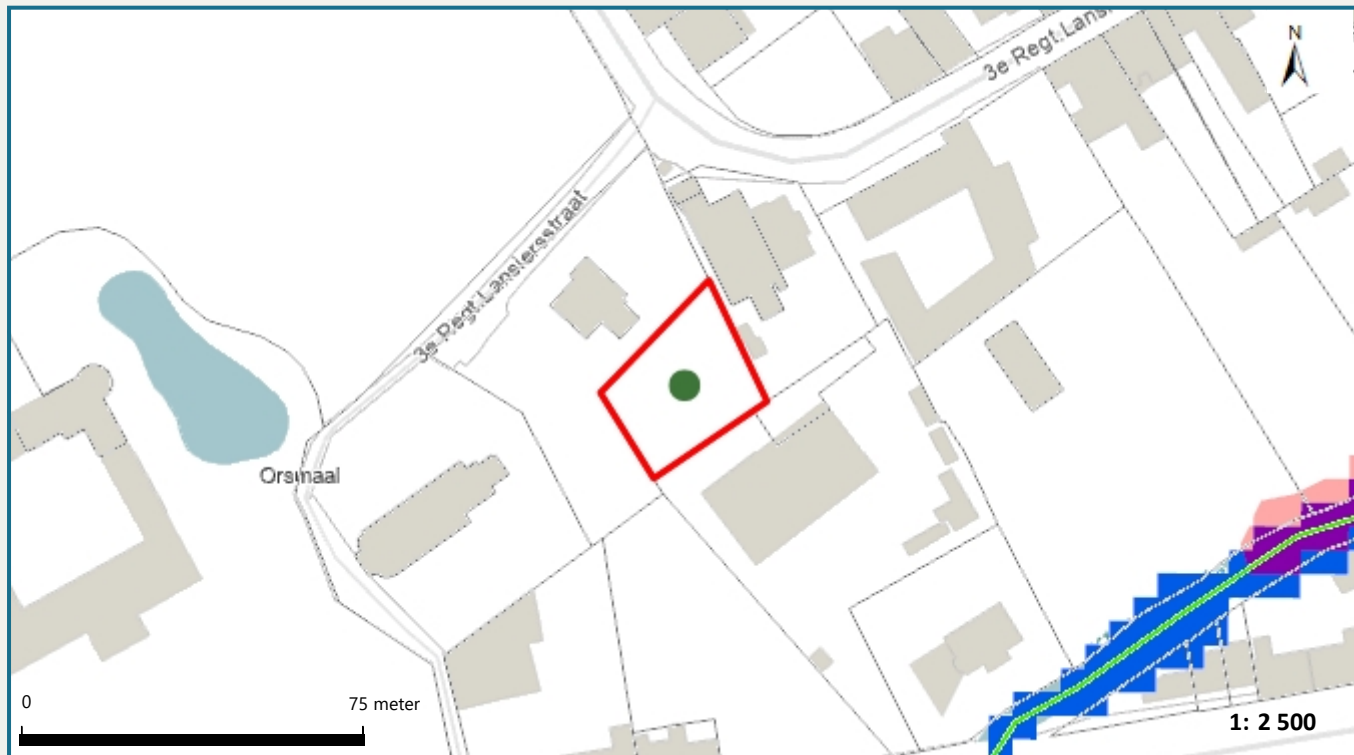 N
3e Regt.Lansi
3e Regt.Lansiersstraat
Orsmaal
0 75 meter
1: 2 500